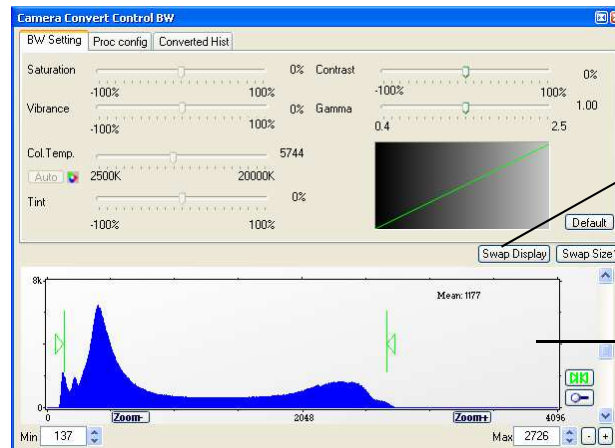 Camera Convert Control BW
BW Setting Proc config Converted Hist
Saturation 0% Contrast 0%
-100% 100% -100% 100%
Vibrance 0% Gamma 1.00
-100% 100% 0.4 2.5
Col.Temp. 5744
Auto 2500K 20000K
Tint 0%
-100% 100%
Default
Swap Display Swap Size
8k
Mean: 1177
0
0 Zoom- 2048 Zoom+ 4096
Min 137 Max 2726 - +